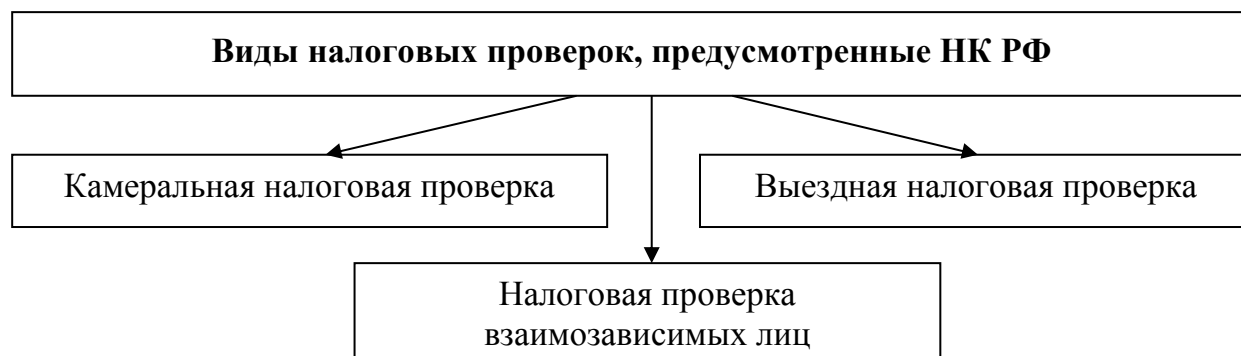 Виды налоговых проверок, предусмотренные НК РФ
Камеральная налоговая проверка
Выездная налоговая проверка
Налоговая проверка
взаимозависимых лиц